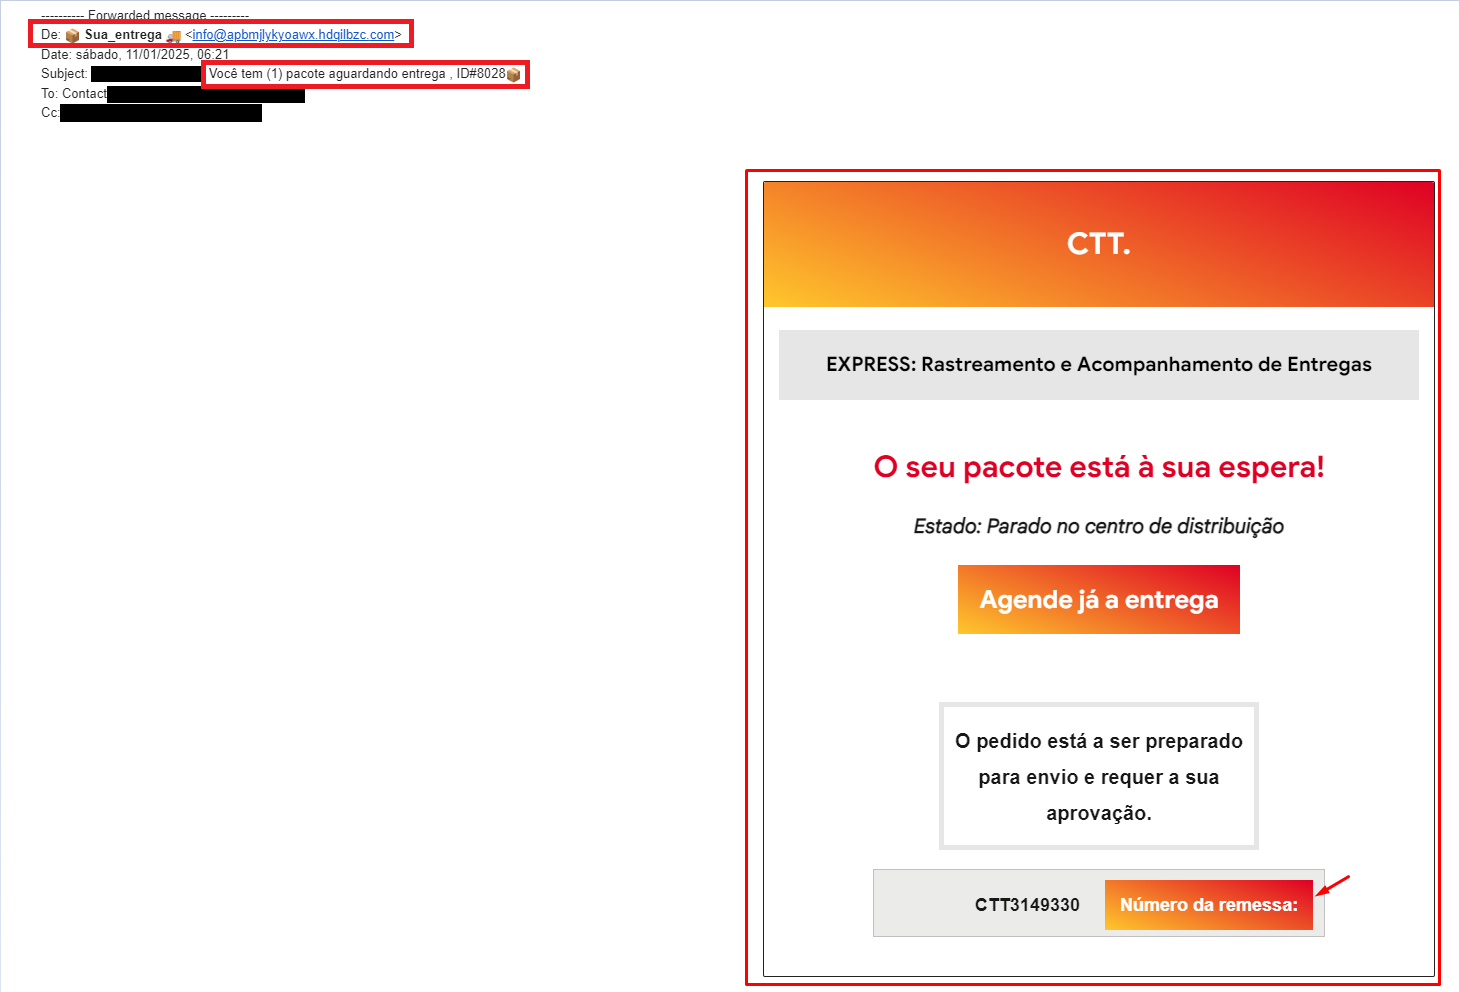 ---------- Forwarded message ---------
De: 📦 Sua_entrega 🚚 <info@apbmjlykyoawx.hdqilbzc.com>
Date: sábado, 11/01/2025, 06:21
Subject: Você tem (1) pacote aguardando entrega , ID#8028📦
To: Contact
Cc:
CTT.
EXPRESS: Rastreamento e Acompanhamento de Entregas
O seu pacote está à sua espera!
Estado: Parado no centro de distribuição
Agende já a entrega
O pedido está a ser preparado
para envio e requer a sua
aprovação.
CTT3149330 Número da remessa: